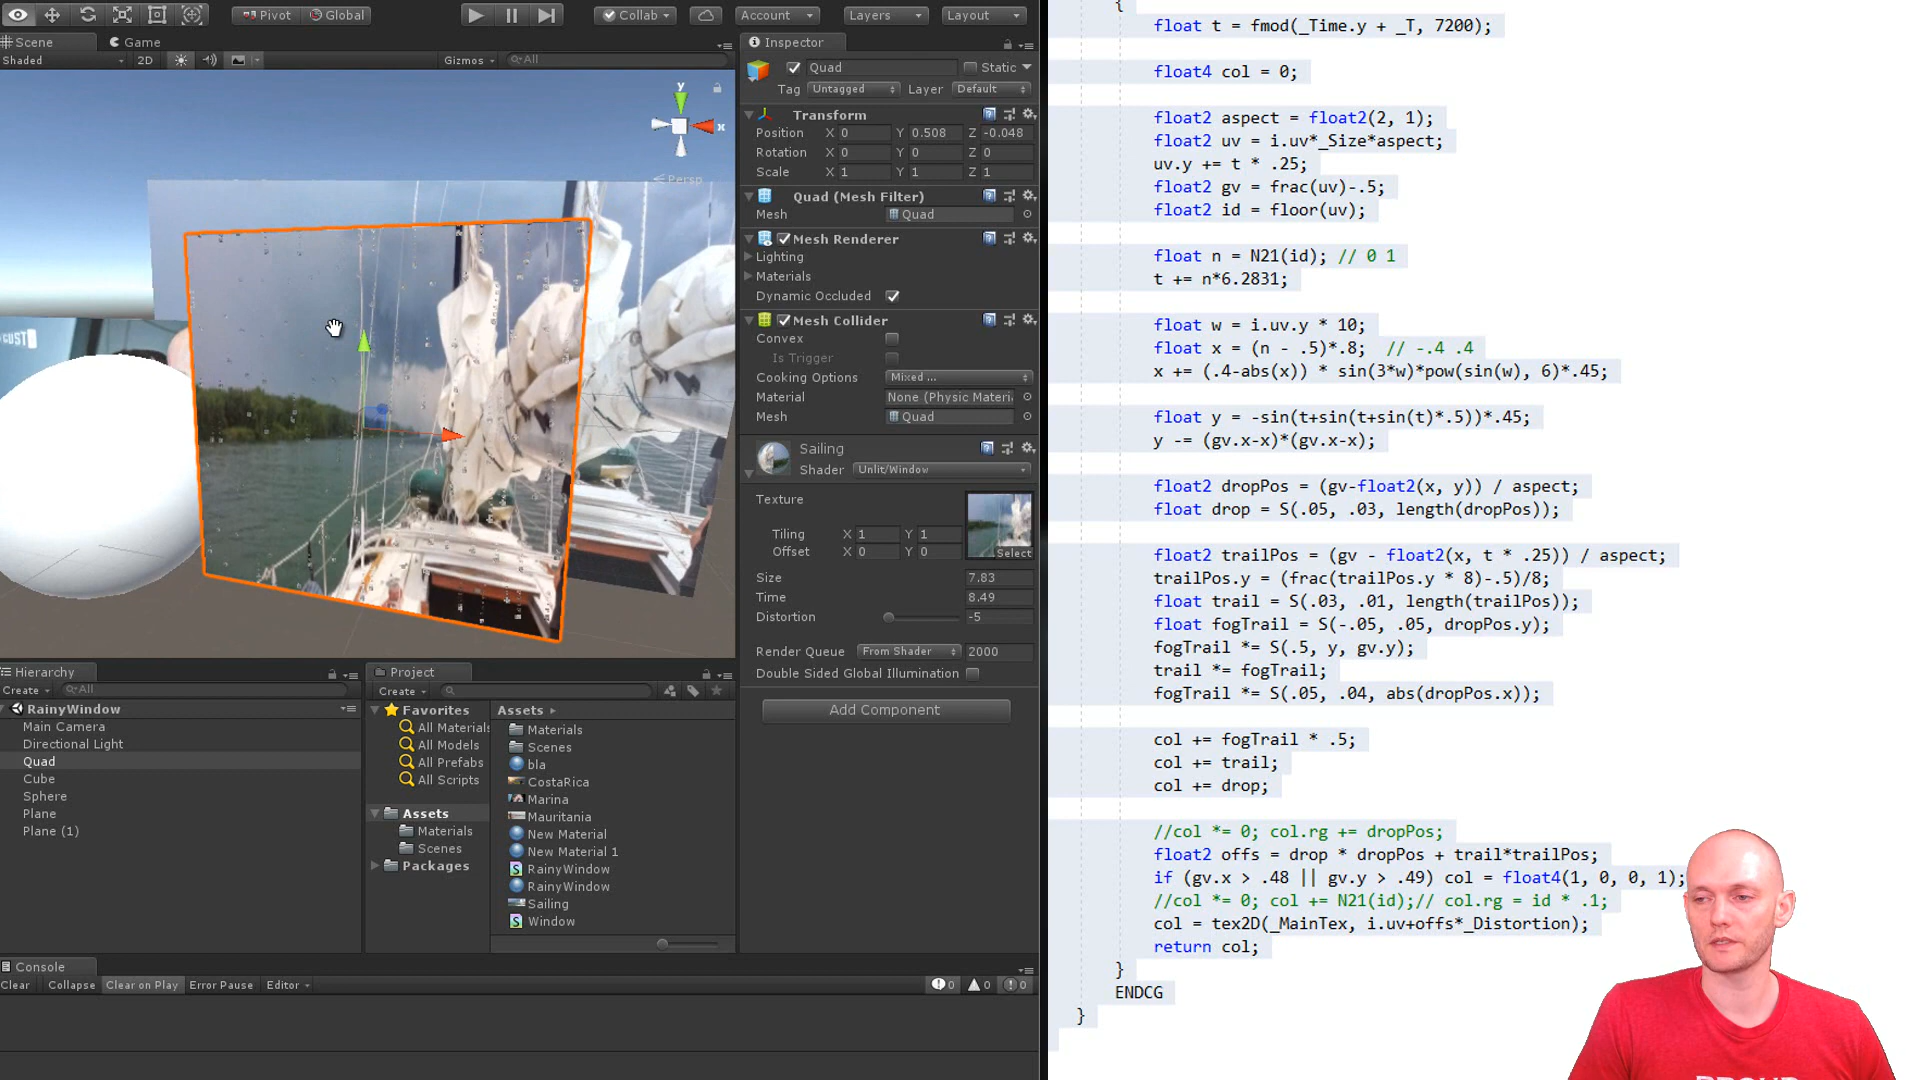 Pivot Global Collab Account Layers Layout
Scene Game
Shaded 2D Gizmos All
y
x
Persp
GUST
Inspector
Quad Static
Tag Untagged Layer Default
Transform
Position X 0 Y 0.508 Z -0.048
Rotation X 0 Y 0 Z 0
Scale X 1 Y 1 Z 1
Quad (Mesh Filter)
Mesh Quad
Mesh Renderer
Lighting
Materials
Dynamic Occluded
Mesh Collider
Convex
Is Trigger
Cooking Options Mixed ...
Material None (Physic Materi
Mesh Quad
Sailing
Shader Unlit/Window
Texture
Tiling X 1 Y 1
Offset X 0 Y 0
Select
Size 7.83
Time 8.49
Distortion -5
Render Queue From Shader 2000
Double Sided Global Illumination
Add Component
Hierarchy
Create All
RainyWindow
Main Camera
Directional Light
Quad
Cube
Sphere
Plane
Plane (1)
Project
Create
Favorites
All Materials
All Models
All Prefabs
All Scripts
Assets
Materials
Scenes
Packages
Assets
Materials
Scenes
bla
CostaRica
Marina
Mauritania
New Material
New Material 1
RainyWindow
RainyWindow
Sailing
Window
Console
Clear Collapse Clear on Play Error Pause Editor 0 0 0
{
float t = fmod(_Time.y + _T, 7200);
float4 col = 0;
float2 aspect = float2(2, 1);
float2 uv = i.uv*_Size*aspect;
uv.y += t * .25;
float2 gv = frac(uv)-.5;
float2 id = floor(uv);
float n = N21(id); // 0 1
t += n*6.2831;
float w = i.uv.y * 10;
float x = (n - .5)*.8; // -.4 .4
x += (.4-abs(x)) * sin(3*w)*pow(sin(w), 6)*.45;
float y = -sin(t+sin(t+sin(t)*.5))*.45;
y -= (gv.x-x)*(gv.x-x);
float2 dropPos = (gv-float2(x, y)) / aspect;
float drop = S(.05, .03, length(dropPos));
float2 trailPos = (gv - float2(x, t * .25)) / aspect;
trailPos.y = (frac(trailPos.y * 8)-.5)/8;
float trail = S(.03, .01, length(trailPos));
float fogTrail = S(-.05, .05, dropPos.y);
fogTrail *= S(.5, y, gv.y);
trail *= fogTrail;
fogTrail *= S(.05, .04, abs(dropPos.x));
col += fogTrail * .5;
col += trail;
col += drop;
//col *= 0; col.rg += dropPos;
float2 offs = drop * dropPos + trail*trailPos;
if (gv.x > .48 || gv.y > .49) col = float4(1, 0, 0, 1);
//col *= 0; col += N21(id);// col.rg = id * .1;
col = tex2D(_MainTex, i.uv+offs*_Distortion);
return col;
}
ENDCG
}